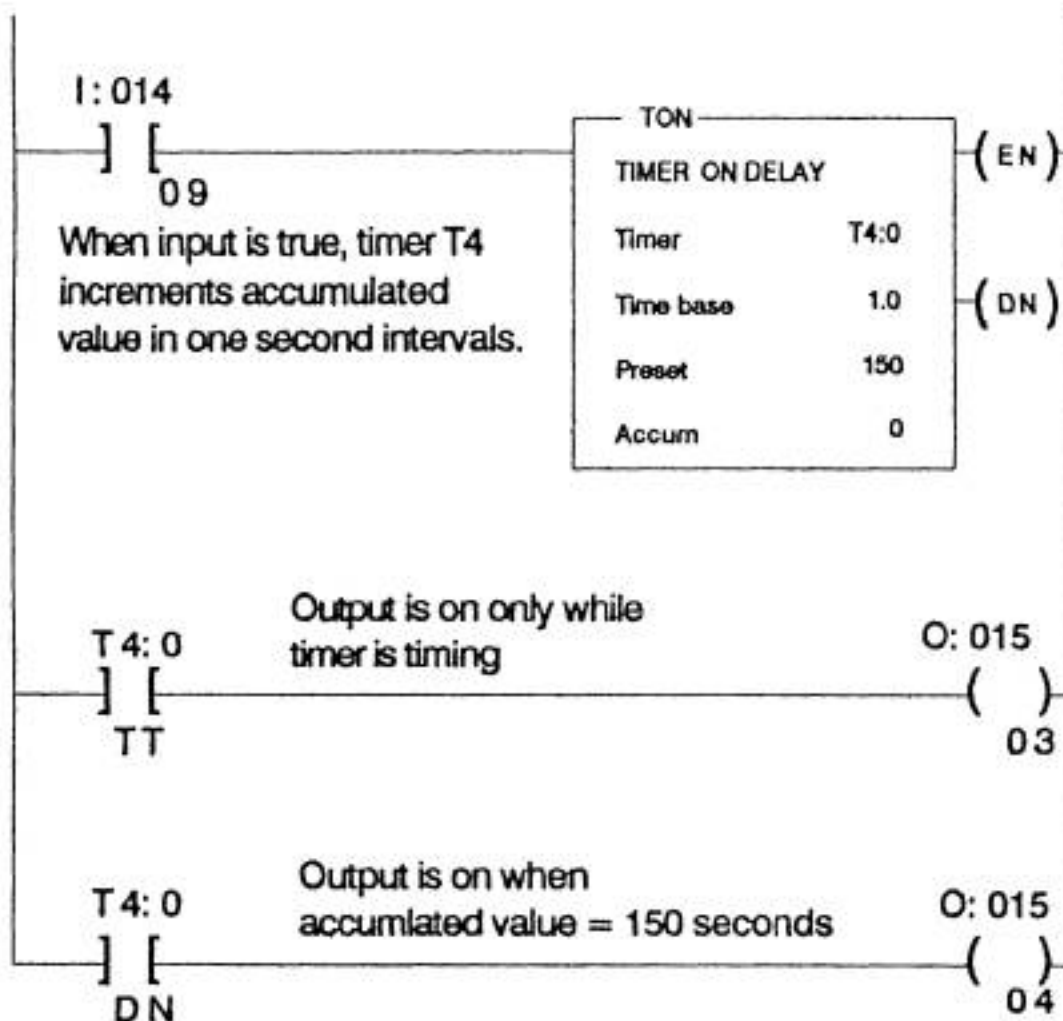 I: 014
] [
09
When input is true, timer T4
increments accumulated
value in one second intervals.
TON
TIMER ON DELAY
Timer T4:0
Time base 1.0
Preset 150
Accum 0
(EN)
(DN)
Output is on only while
timer is timing
T4: 0
] [
TT
O: 015
( )
03
Output is on when
accumlated value = 150 seconds
T4: 0
] [
DN
O: 015
( )
04